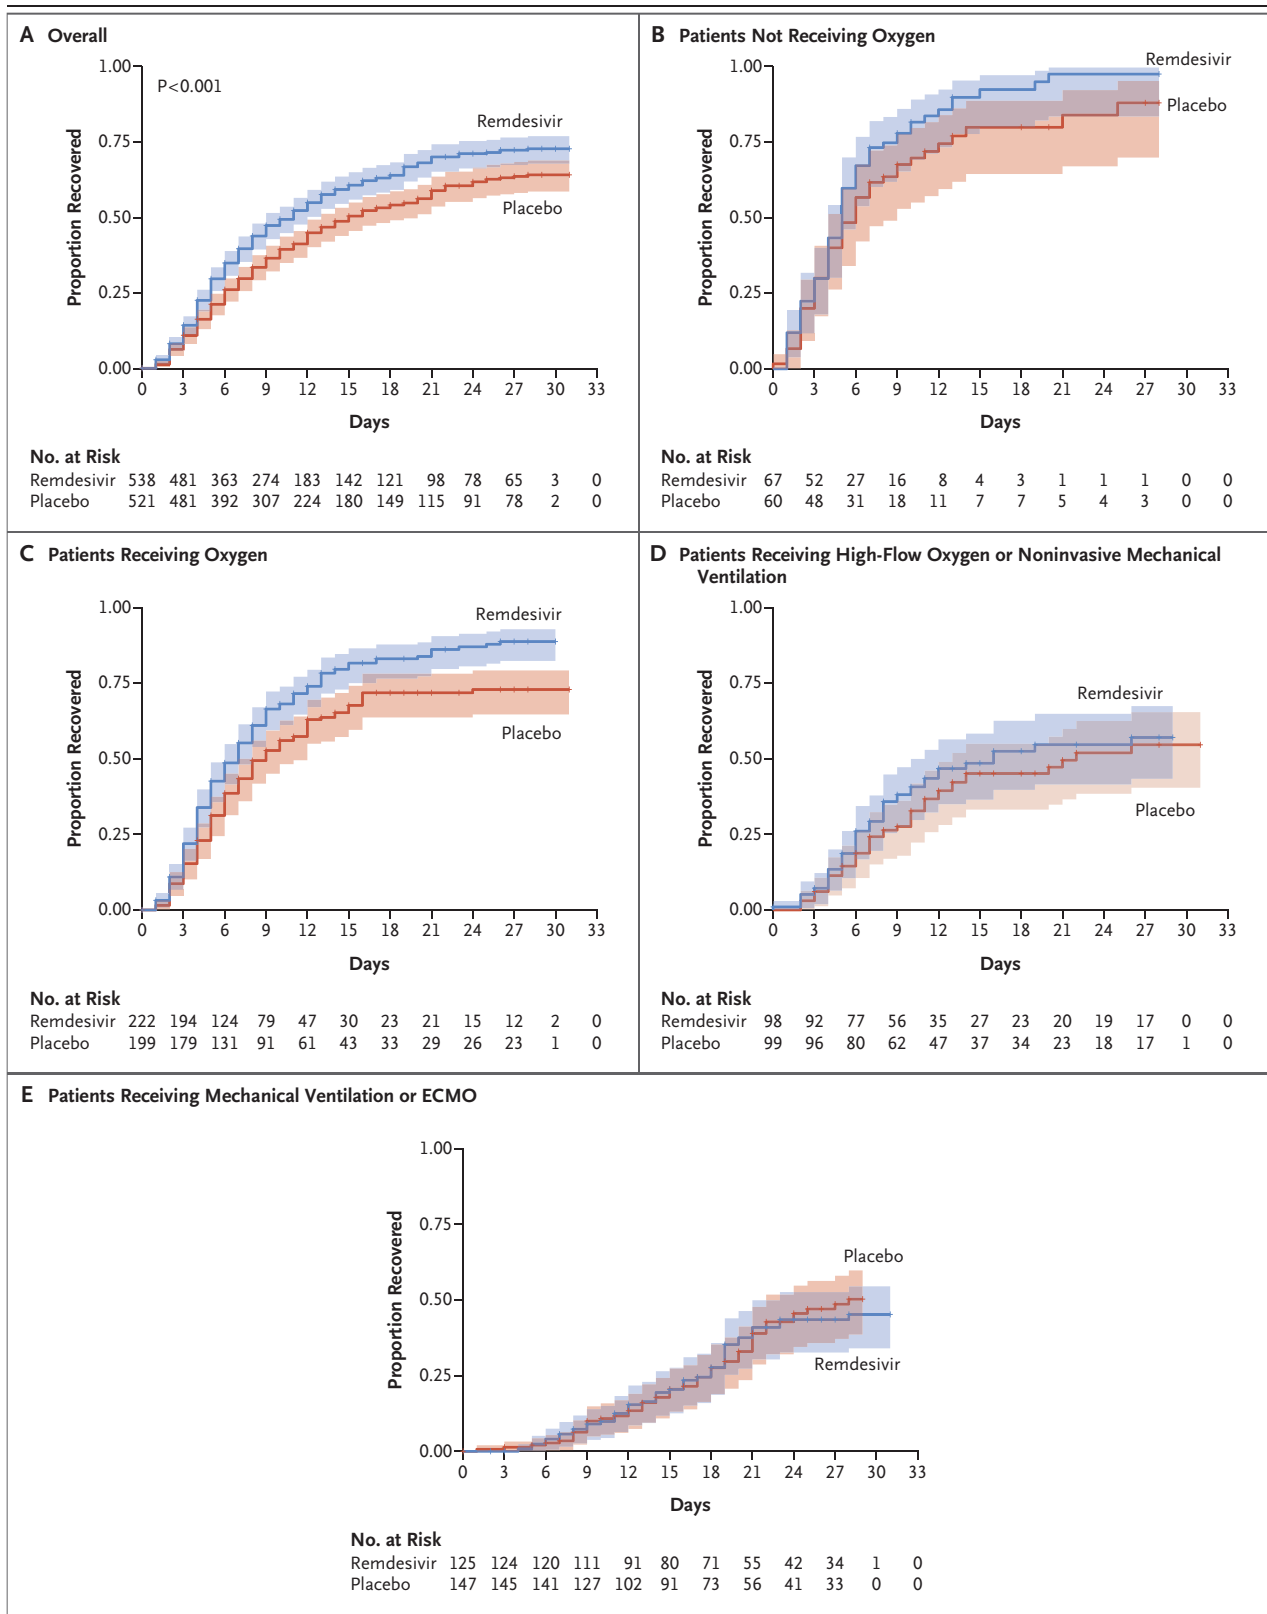 A Overall
P<0.001
Proportion Recovered
1.00
0.75
0.50
0.25
0.00
Remdesivir
Placebo
0 3 6 9 12 15 18 21 24 27 30 33
Days
No. at Risk
Remdesivir 538 481 363 274 183 142 121 98 78 65 3 0
Placebo 521 481 392 307 224 180 149 115 91 78 2 0
B Patients Not Receiving Oxygen
Proportion Recovered
1.00
0.75
0.50
0.25
0.00
Remdesivir
Placebo
0 3 6 9 12 15 18 21 24 27 30 33
Days
No. at Risk
Remdesivir 67 52 27 16 8 4 3 1 1 1 0 0
Placebo 60 48 31 18 11 7 7 5 4 3 0 0
C Patients Receiving Oxygen
Proportion Recovered
1.00
0.75
0.50
0.25
0.00
Remdesivir
Placebo
0 3 6 9 12 15 18 21 24 27 30 33
Days
No. at Risk
Remdesivir 222 194 124 79 47 30 23 21 15 12 2 0
Placebo 199 179 131 91 61 43 33 29 26 23 1 0
D Patients Receiving High-Flow Oxygen or Noninvasive Mechanical
Ventilation
Proportion Recovered
1.00
0.75
0.50
0.25
0.00
Remdesivir
Placebo
0 3 6 9 12 15 18 21 24 27 30 33
Days
No. at Risk
Remdesivir 98 92 77 56 35 27 23 20 19 17 0 0
Placebo 99 96 80 62 47 37 34 23 18 17 1 0
E Patients Receiving Mechanical Ventilation or ECMO
Proportion Recovered
1.00
0.75
0.50
0.25
0.00
Placebo
Remdesivir
0 3 6 9 12 15 18 21 24 27 30 33
Days
No. at Risk
Remdesivir 125 124 120 111 91 80 71 55 42 34 1 0
Placebo 147 145 141 127 102 91 73 56 41 33 0 0